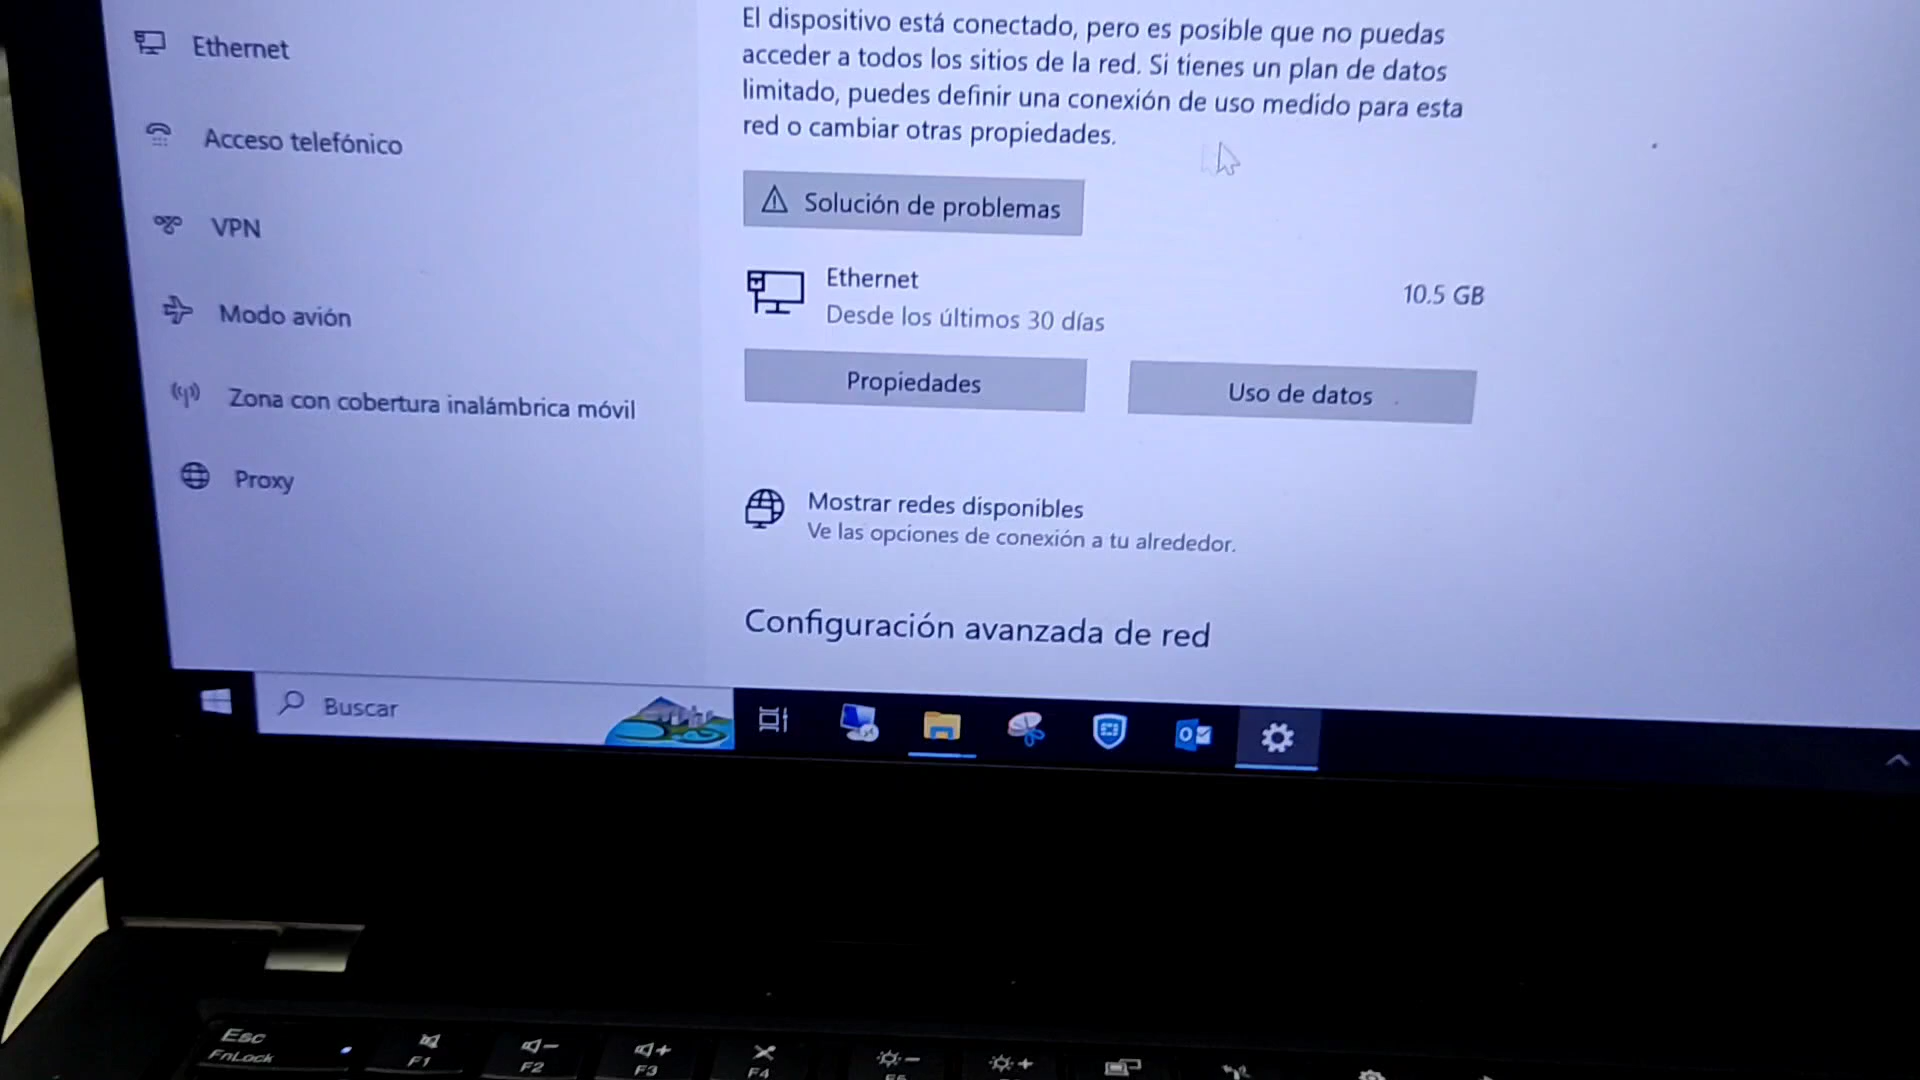 Ethernet
Acceso telefónico
VPN
Modo avión
Zona con cobertura inalámbrica móvil
Proxy
El dispositivo está conectado, pero es posible que no puedas
acceder a todos los sitios de la red. Si tienes un plan de datos
limitado, puedes definir una conexión de uso medido para esta
red o cambiar otras propiedades.
Solución de problemas
Ethernet
10.5 GB
Desde los últimos 30 días
Propiedades
Uso de datos
Mostrar redes disponibles
Ve las opciones de conexión a tu alrededor.
Configuración avanzada de red
Buscar
Esc
FnLock
F1
F2
F3
F4